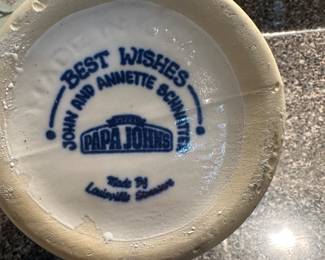 BEST WISHES
JOHN AND ANNETTE SCHNATTER
PAPA JOHNS
Made By
Louisville Stoneware